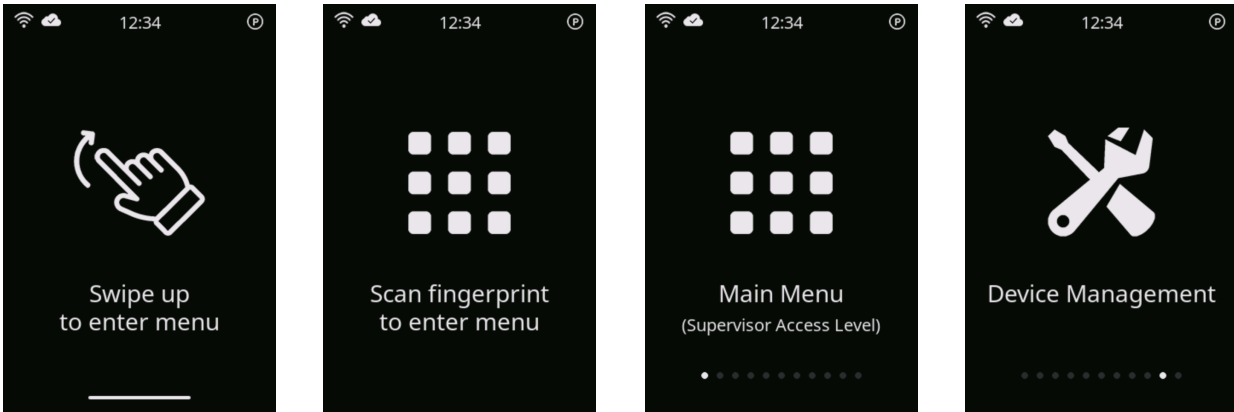 12:34
P
Swipe up
to enter menu
12:34
P
Scan fingerprint
to enter menu
12:34
P
Main Menu
(Supervisor Access Level)
12:34
P
Device Management